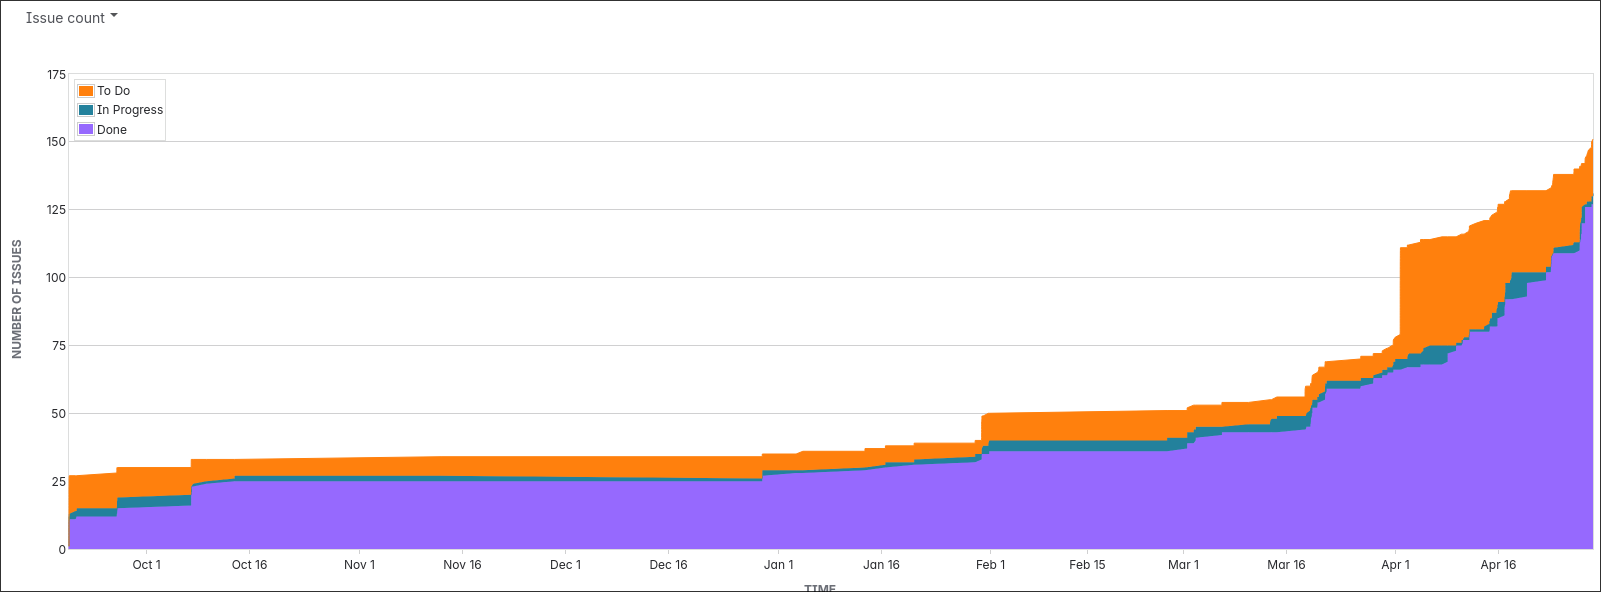 Issue count
175
150
125
100
75
50
25
0
NUMBER OF ISSUES
To Do
In Progress
Done
Oct 1 Oct 16 Nov 1 Nov 16 Dec 1 Dec 16 Jan 1 Jan 16 Feb 1 Feb 15 Mar 1 Mar 16 Apr 1 Apr 16
TIME